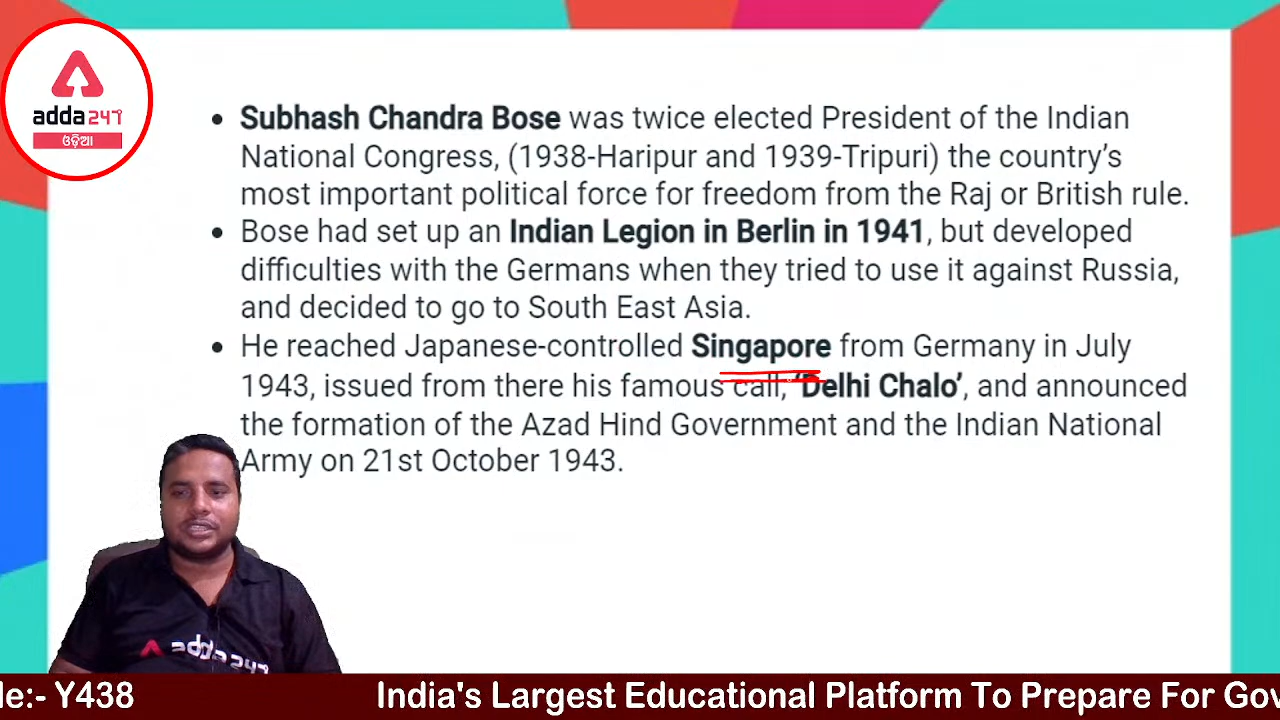 adda247
ଓଡ଼ିଆ
• Subhash Chandra Bose was twice elected President of the Indian
National Congress, (1938-Haripur and 1939-Tripuri) the country's
most important political force for freedom from the Raj or British rule.
• Bose had set up an Indian Legion in Berlin in 1941, but developed
difficulties with the Germans when they tried to use it against Russia,
and decided to go to South East Asia.
• He reached Japanese-controlled Singapore from Germany in July
1943, issued from there his famous call, ‘Delhi Chalo’, and announced
the formation of the Azad Hind Government and the Indian National
Army on 21st October 1943.
adda247
de:- Y438 India's Largest Educational Platform To Prepare For Gov